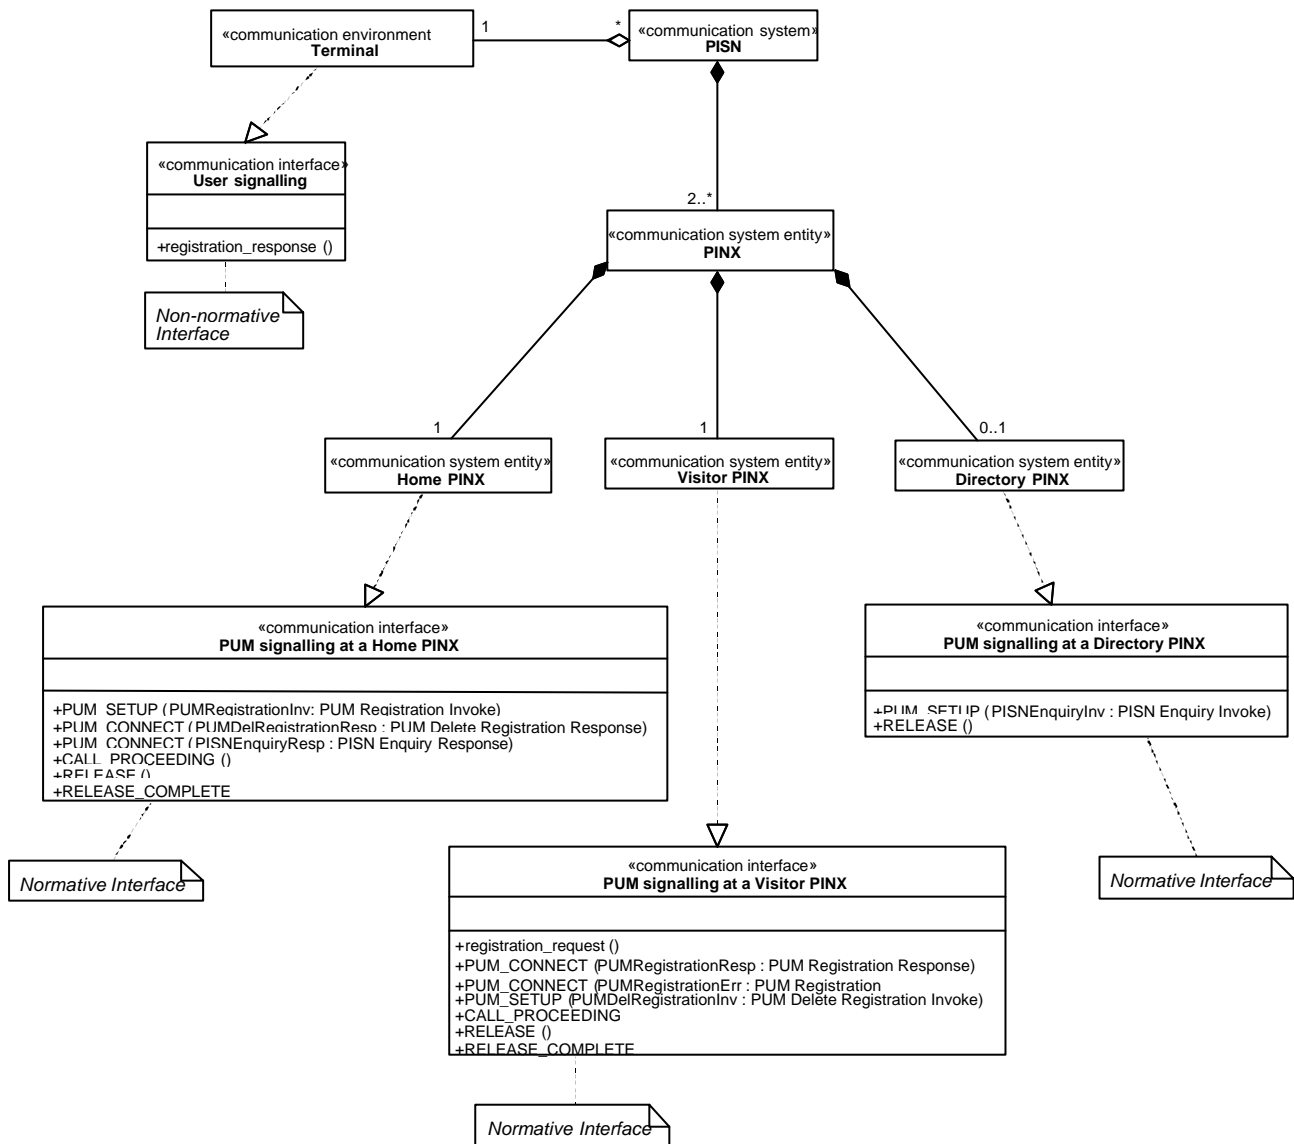 «communication environment
Terminal
1
*
«communication system»
PISN
«communication interface»
User signalling
+registration_response ()
Non-normative
Interface
2..*
«communication system entity»
PINX
1
1
0..1
«communication system entity»
Home PINX
«communication system entity»
Visitor PINX
«communication system entity»
Directory PINX
«communication interface»
PUM signalling at a Home PINX
+PUM_SETUP (PUMRegistrationInv: PUM Registration Invoke)
+PUM_CONNECT (PUMDelRegistrationResp : PUM Delete Registration Response)
+PUM_CONNECT (PISNEnquiryResp : PISN Enquiry Response)
+CALL_PROCEEDING ()
+RELEASE ()
+RELEASE_COMPLETE
Normative Interface
«communication interface»
PUM signalling at a Directory PINX
+PUM_SETUP (PISNEnquiryInv : PISN Enquiry Invoke)
+RELEASE ()
Normative Interface
«communication interface»
PUM signalling at a Visitor PINX
+registration_request ()
+PUM_CONNECT (PUMRegistrationResp : PUM Registration Response)
+PUM_CONNECT (PUMRegistrationErr : PUM Registration
+PUM_SETUP (PUMDelRegistrationInv : PUM Delete Registration Invoke)
+CALL_PROCEEDING
+RELEASE ()
+RELEASE_COMPLETE
Normative Interface